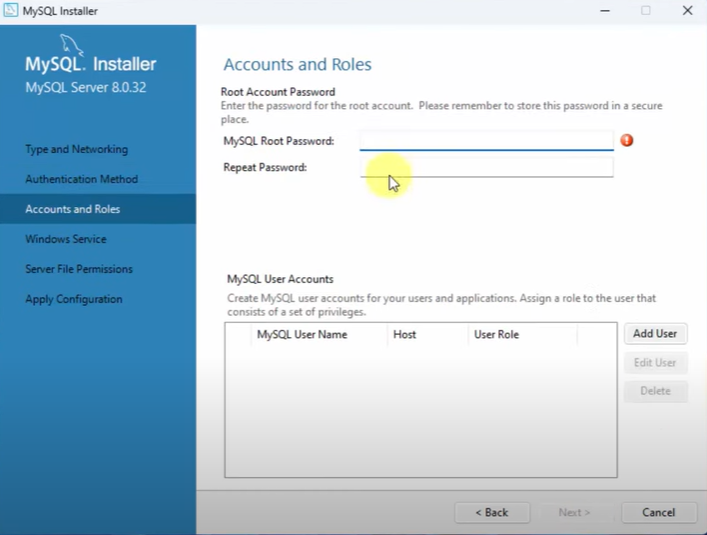 MySQL Installer
MySQL. Installer
MySQL Server 8.0.32
Type and Networking
Authentication Method
Accounts and Roles
Windows Service
Server File Permissions
Apply Configuration
Accounts and Roles
Root Account Password
Enter the password for the root account. Please remember to store this password in a secure
place.
MySQL Root Password:
Repeat Password:
MySQL User Accounts
Create MySQL user accounts for your users and applications. Assign a role to the user that
consists of a set of privileges.
MySQL User Name Host User Role
Add User
Edit User
Delete
< Back Next > Cancel